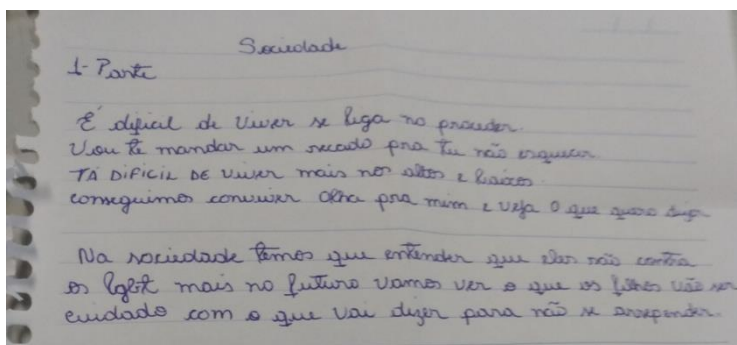 Sociedade
1- Parte
É dificil de viver se liga no proceder.
Vou te mandar um recado pra tu não esquecer
TÁ DIFICIL DE viver mais nos altos e baixos
conseguimos conviver olha pra mim e veja o que quero dizer
Na sociedade temos que entender que eles são contra
os lgbt mais no futuro vamos ver o que os filhos vão ser
cuidado com o que vai dizer para não se arrepender.